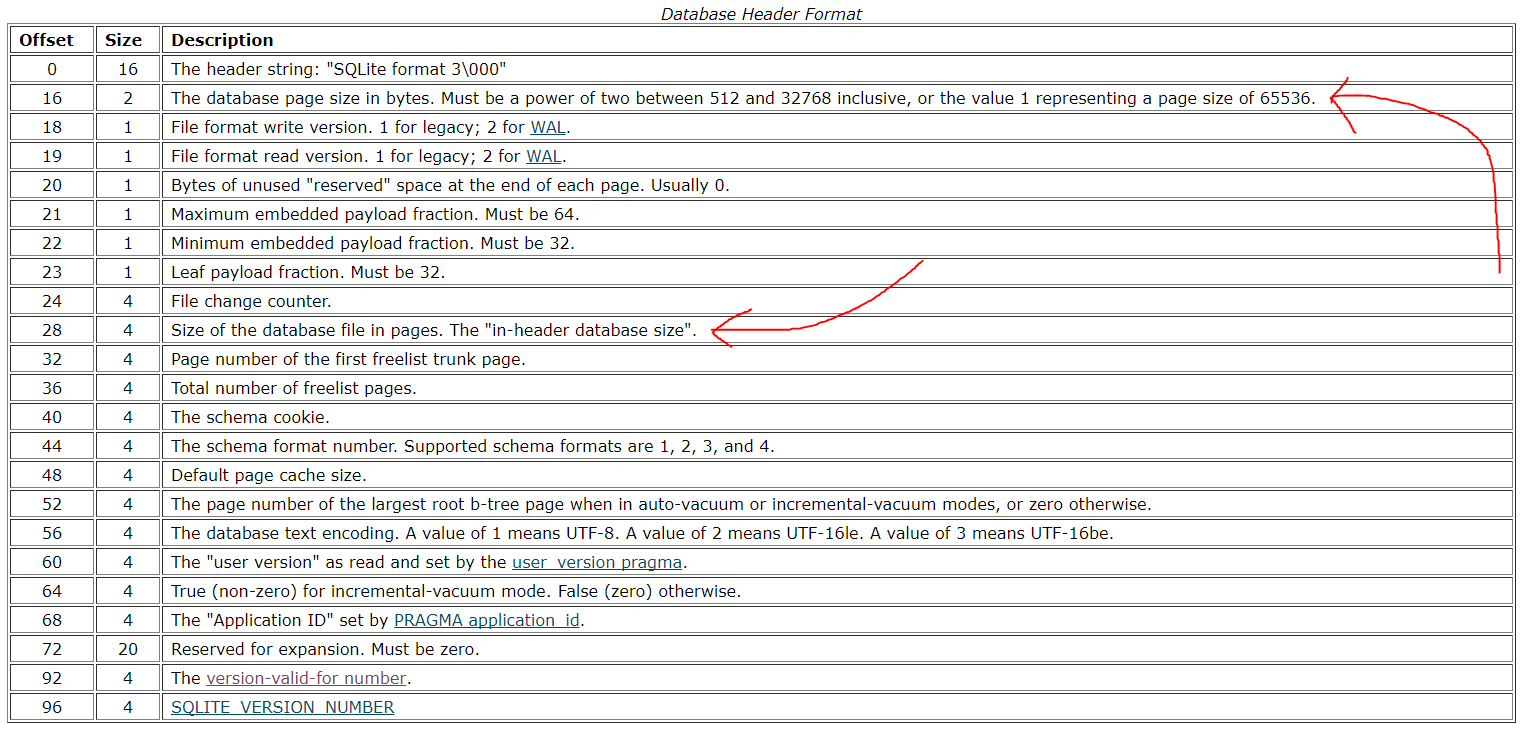 Database Header Format
Offset Size Description
0 16 The header string: "SQLite format 3\000"
16 2 The database page size in bytes. Must be a power of two between 512 and 32768 inclusive, or the value 1 representing a page size of 65536.
18 1 File format write version. 1 for legacy; 2 for WAL.
19 1 File format read version. 1 for legacy; 2 for WAL.
20 1 Bytes of unused "reserved" space at the end of each page. Usually 0.
21 1 Maximum embedded payload fraction. Must be 64.
22 1 Minimum embedded payload fraction. Must be 32.
23 1 Leaf payload fraction. Must be 32.
24 4 File change counter.
28 4 Size of the database file in pages. The "in-header database size".
32 4 Page number of the first freelist trunk page.
36 4 Total number of freelist pages.
40 4 The schema cookie.
44 4 The schema format number. Supported schema formats are 1, 2, 3, and 4.
48 4 Default page cache size.
52 4 The page number of the largest root b-tree page when in auto-vacuum or incremental-vacuum modes, or zero otherwise.
56 4 The database text encoding. A value of 1 means UTF-8. A value of 2 means UTF-16le. A value of 3 means UTF-16be.
60 4 The "user version" as read and set by the user_version pragma.
64 4 True (non-zero) for incremental-vacuum mode. False (zero) otherwise.
68 4 The "Application ID" set by PRAGMA application_id.
72 20 Reserved for expansion. Must be zero.
92 4 The version-valid-for number.
96 4 SQLITE_VERSION_NUMBER